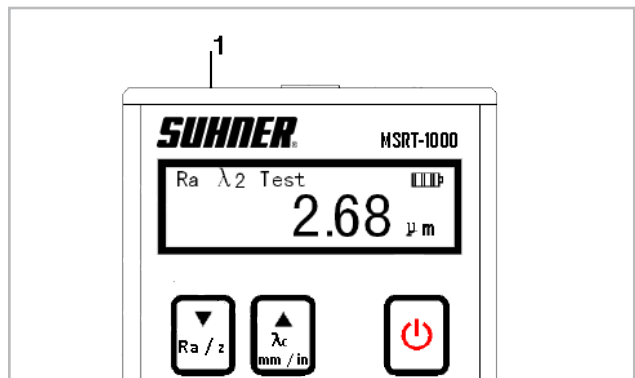 1
SUHNER®
MSRT-1000
Ra λ2 Test
2.68 μm
▼
Ra / z
▲
λc
mm / in